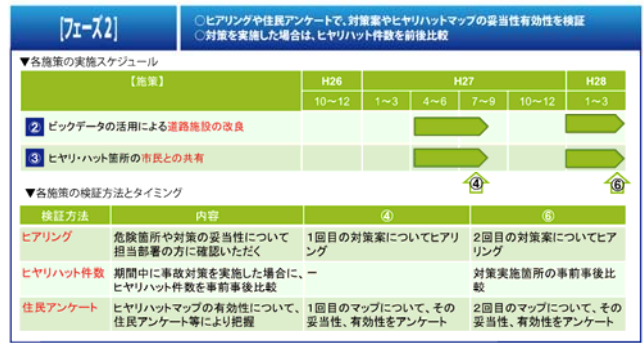 [フェーズ2]
○ヒアリングや住民アンケートで、対策案やヒヤリハットマップの妥当性有効性を検証
○対策を実施した場合は、ヒヤリハット件数を前後比較
▼各施策の実施スケジュール
【施策】 H26 H27 H28
10～12 1～3 4～6 7～9 10～12 1～3
② ビックデータの活用による道路施設の改良
③ ヒヤリ・ハット箇所の市民との共有
④ ⑥
▼各施策の検証方法とタイミング
検証方法 内容 ④ ⑥
ヒアリング 危険箇所や対策の妥当性について 1回目の対策案についてヒアリ 2回目の対策案についてヒア
担当部署の方に確認いただく ング リング
ヒヤリハット件数 期間中に事故対策を実施した場合に、 ー 対策実施箇所の事前事後比
ヒヤリハット件数を事前事後比較 較
住民アンケート ヒヤリハットマップの有効性について、 1回目のマップについて、その 2回目のマップについて、その
住民アンケート等により把握 妥当性、有効性をアンケート 妥当性、有効性をアンケート